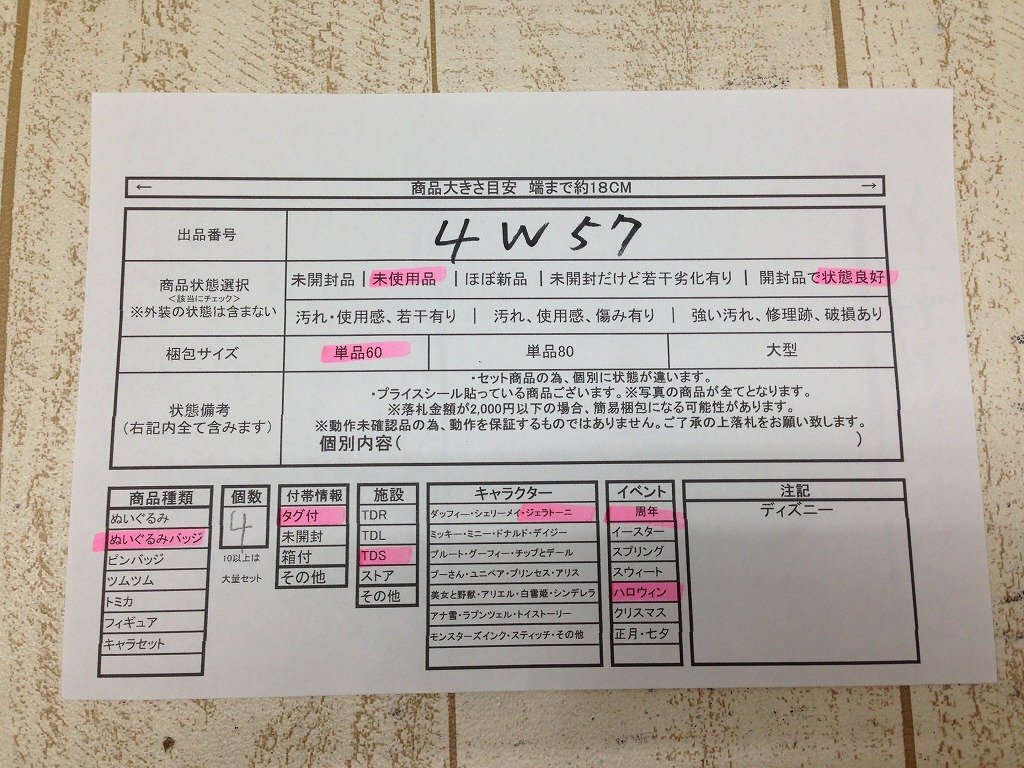 ← 商品大きさ目安 端まで約18CM →
出品番号 4W57
商品状態選択
<該当にチェック>
※外装の状態は含まない
未開封品 | 未使用品 | ほぼ新品 | 未開封だけど若干劣化有り | 開封品で状態良好
汚れ・使用感、若干有り | 汚れ、使用感、傷み有り | 強い汚れ、修理跡、破損あり
梱包サイズ 単品60 単品80 大型
状態備考
(右記内全て含みます)
・セット商品の為、個別に状態が違います。
・プライスシール貼っている商品ございます。※写真の商品が全てとなります。
※落札金額が2,000円以下の場合、簡易梱包になる可能性があります。
※動作未確認品の為、動作を保証するものではありません。ご了承の上落札をお願い致します。
個別内容( )
商品種類
ぬいぐるみ
ぬいぐるみバッジ
ピンバッジ
ツムツム
トミカ
フィギュア
キャラセット
個数
4
10以上は
大量セット
付帯情報
タグ付
未開封
箱付
その他
施設
TDR
TDL
TDS
ストア
その他
キャラクター
ダッフィー・シェリーメイ・ジェラトーニ
ミッキー・ミニー・ドナルド・デイジー
プルート・グーフィー・チップとデール
プーさん・ユニベア・プリンセス・アリス
美女と野獣・アリエル・白雪姫・シンデレラ
アナ雪・ラプンツェル・トイストーリー
モンスターズインク・スティッチ・その他
イベント
周年
イースター
スプリング
スウィート
ハロウィン
クリスマス
正月・七夕
注記
ディズニー